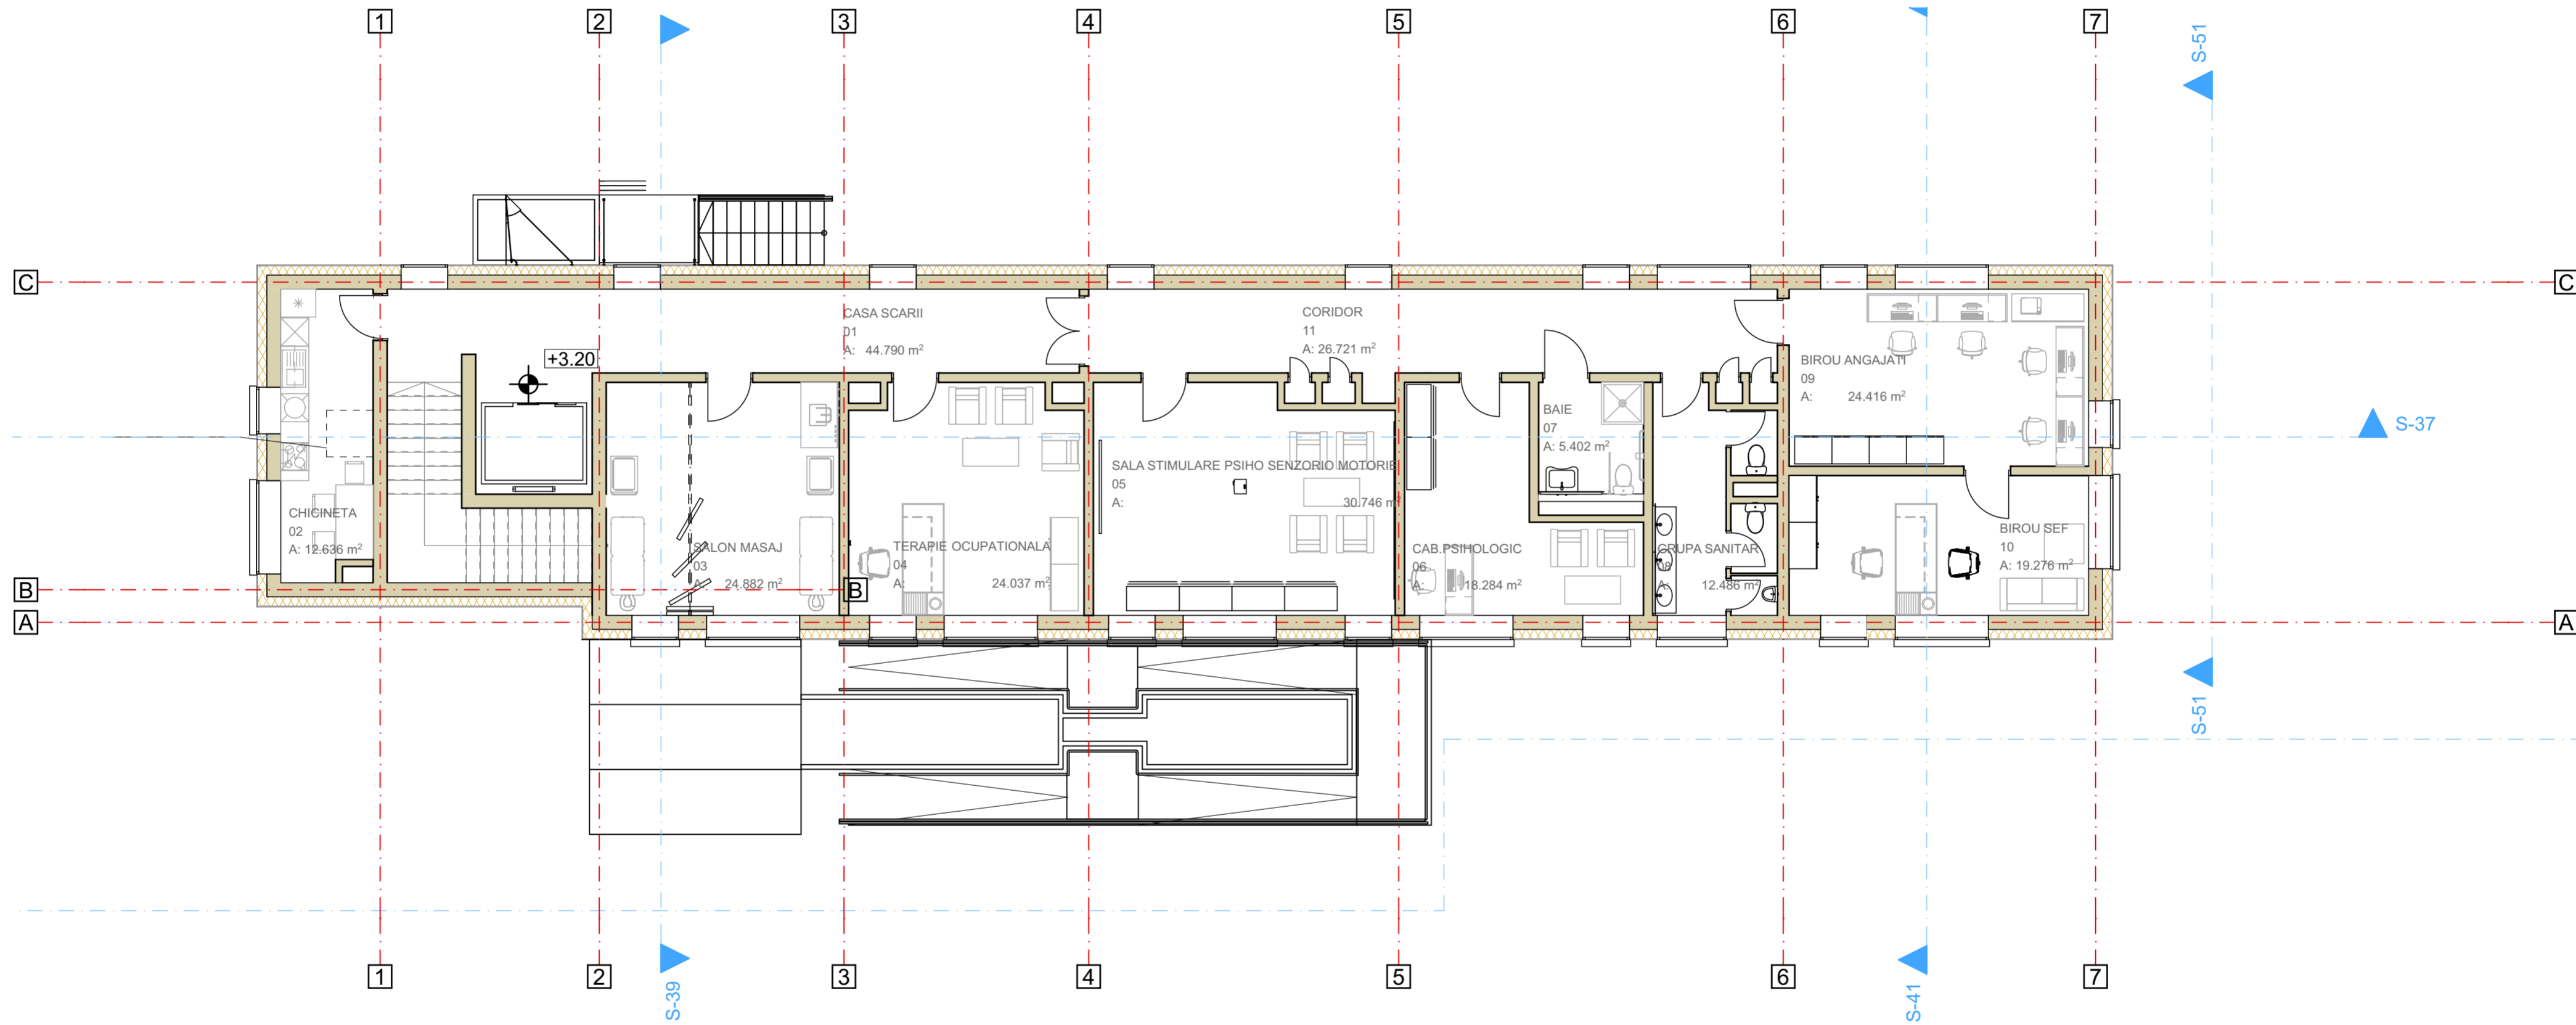 1 2 3 4 5 6 7
S-51
C C
CASA SCARII
01
A: 44.790 m²
CORIDOR
11
A: 26.721 m²
+3.20
BIROU ANGAJATI
09
A: 24.416 m²
BAIE
07
A: 5.402 m²
S-37
SALA STIMULARE PSIHO SENZORIO MOTORIE
05
A: 30.746 m
CHICINETA
02
A: 12.636 m²
SALON MASAJ
03
A: 24.882 m²
TERAPIE OCUPATIONALA
04
A: 24.037 m²
CAB.PSIHOLOGIC
06
A: 18.284 m²
GRUPA SANITAR
08
A: 12.486 m²
BIROU SEF
10
A: 19.276 m²
B B
A A
S-51
1 2 3 4 5 6 7
S-39
S-41